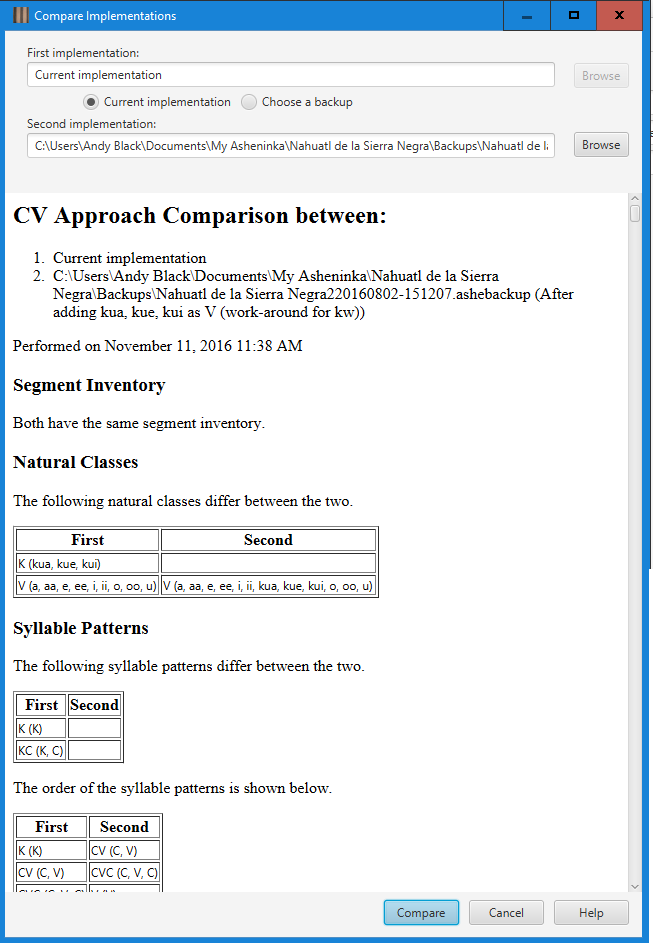 Compare Implementations
First implementation:
Current implementation
Browse
Current implementation
Choose a backup
Second implementation:
C:\Users\Andy Black\Documents\My Asheninka\Nahuatl de la Sierra Negra\Backups\Nahuatl de l
Browse
CV Approach Comparison between:
1. Current implementation
2. C:\Users\Andy Black\Documents\My Asheninka\Nahuatl de la Sierra
Negra\Backups\Nahuatl de la Sierra Negra220160802-151207.ashebackup (After
adding kua, kue, kui as V (work-around for kw))
Performed on November 11, 2016 11:38 AM
Segment Inventory
Both have the same segment inventory.
Natural Classes
The following natural classes differ between the two.
First Second
K (kua, kue, kui)
V (a, aa, e, ee, i, ii, o, oo, u) V (a, aa, e, ee, i, ii, kua, kue, kui, o, oo, u)
Syllable Patterns
The following syllable patterns differ between the two.
First Second
K (K)
KC (K, C)
The order of the syllable patterns is shown below.
First Second
K (K) CV (C, V)
CV (C, V) CVC (C, V, C)
Compare Cancel Help